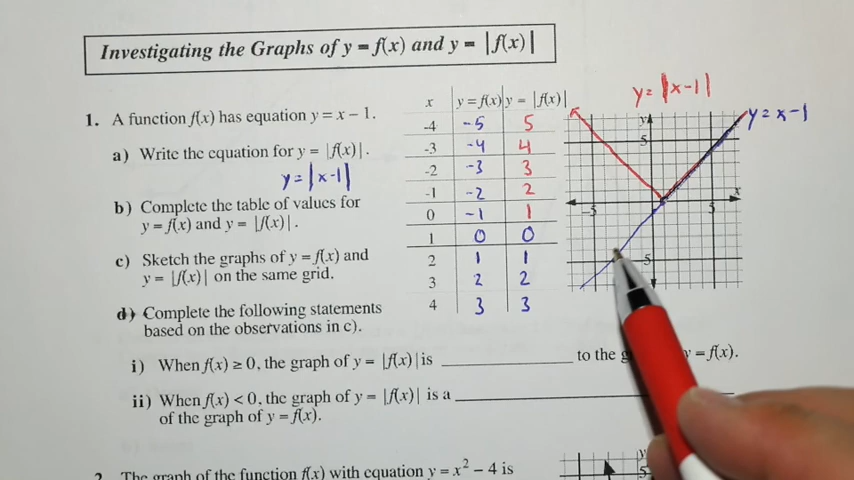 Investigating the Graphs of y = f(x) and y = |f(x)|
1. A function f(x) has equation y = x − 1.
a) Write the equation for y = |f(x)|.
y = |x-1|
b) Complete the table of values for
y = f(x) and y = |f(x)|.
c) Sketch the graphs of y = f(x) and
y = |f(x)| on the same grid.
d) Complete the following statements
based on the observations in c).
x y = f(x) y = |f(x)|
-4 -5 5
-3 -4 4
-2 -3 3
-1 -2 2
0 -1 1
1 0 0
2 1 1
3 2 2
4 3 3
y = |x-1|
y = x-1
y
5
x
-5 5
-5
i) When f(x) ≥ 0, the graph of y = |f(x)| is ____________ to the y = f(x).
ii) When f(x) < 0, the graph of y = |f(x)| is a ____________
of the graph of y = f(x).
2. The graph of the function f(x) with equation y = x² − 4 is
y
5